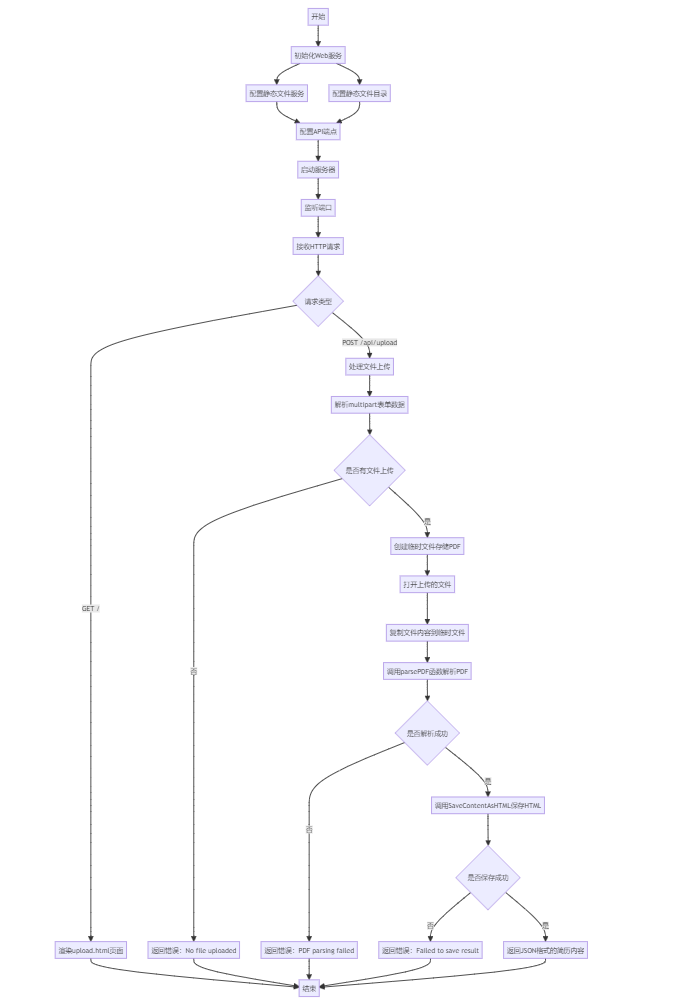 开始
初始化Web服务
配置静态文件服务
配置静态文件目录
配置API端点
启动服务器
监听端口
接收HTTP请求
请求类型
POST /api/upload
处理文件上传
解析multipart表单数据
是否有文件上传
是
创建临时文件存储PDF
打开上传的文件
GET /
复制文件内容到临时文件
否
调用parsePDF函数解析PDF
是否解析成功
是
调用SaveContentAsHTML保存HTML
否
是否保存成功
否
是
渲染upload.html页面
返回错误：No file uploaded
返回错误：PDF parsing failed
返回错误：Failed to save result
返回JSON格式的简历内容
结束